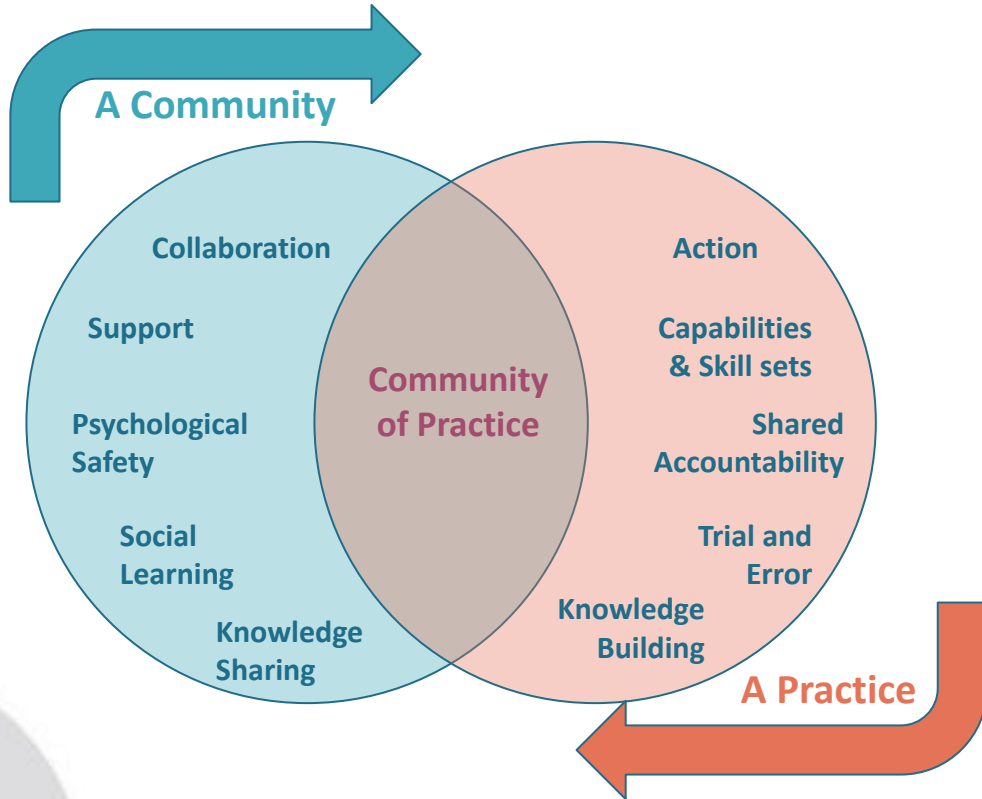 A Community
Collaboration
Support
Psychological
Safety
Social
Learning
Knowledge
Sharing
Community
of Practice
Action
Capabilities
& Skill sets
Shared
Accountability
Trial and
Error
Knowledge
Building
A Practice